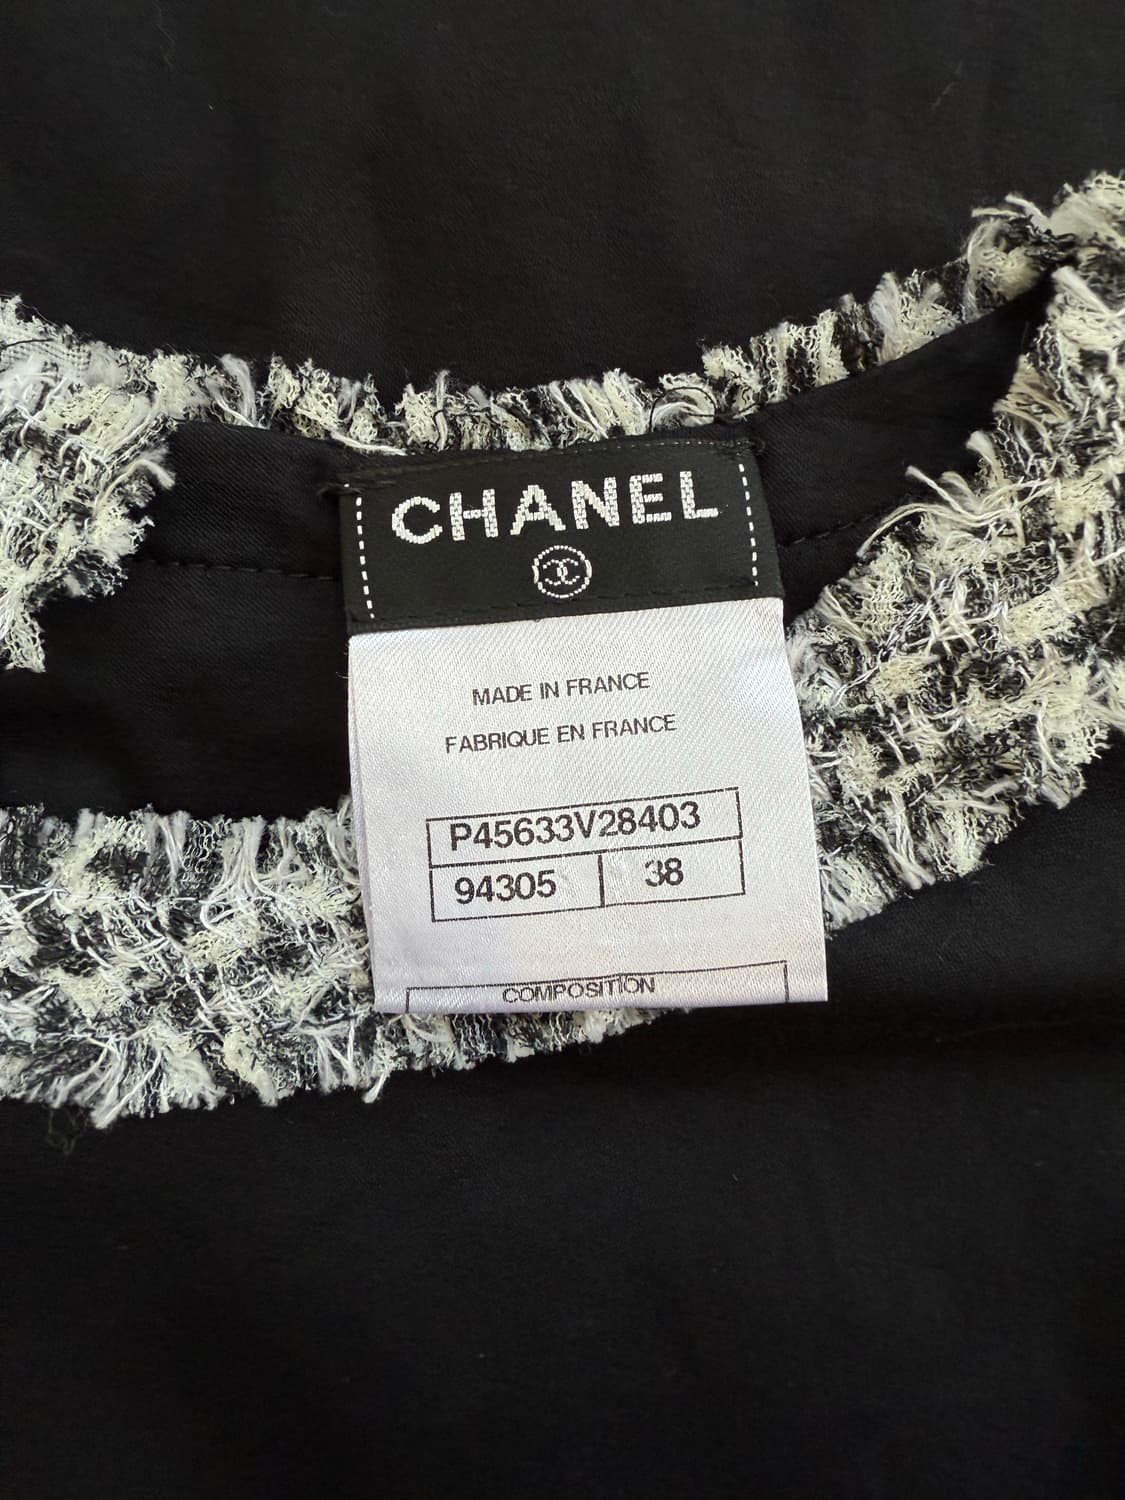 CHANEL
MADE IN FRANCE
FABRIQUE EN FRANCE
P45633V28403
94305 38
COMPOSITION